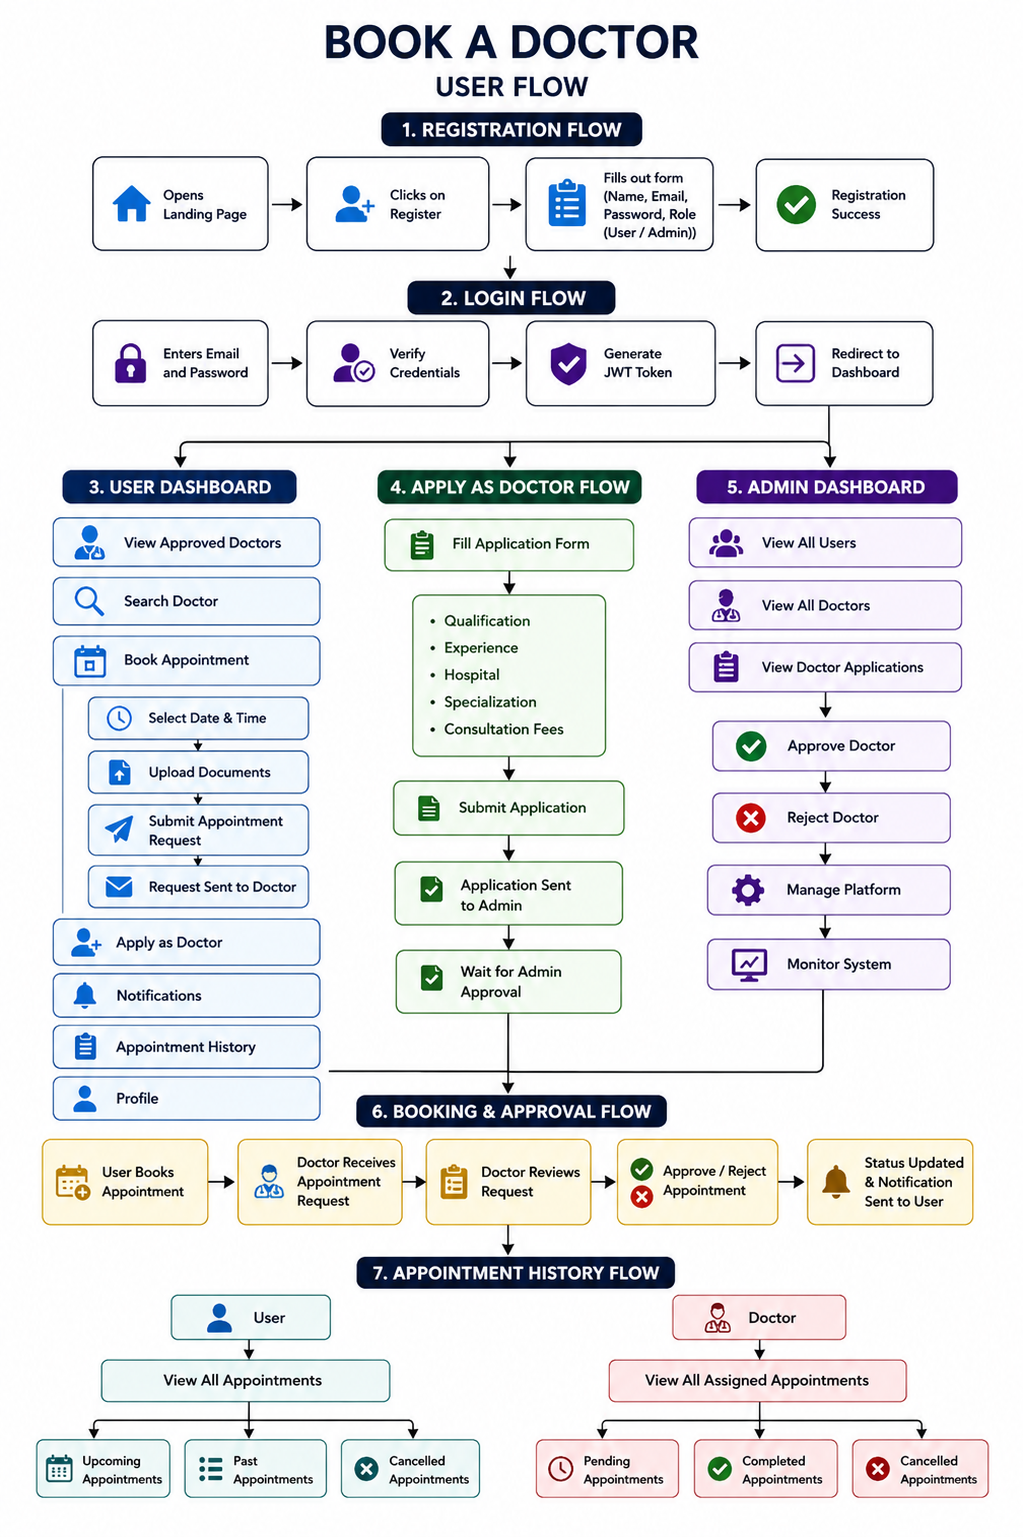 BOOK A DOCTOR
USER FLOW
1. REGISTRATION FLOW
Opens
Landing Page
Clicks on
Register
Fills out form
(Name, Email,
Password, Role
(User / Admin))
Registration
Success
2. LOGIN FLOW
Enters Email
and Password
Verify
Credentials
Generate
JWT Token
Redirect to
Dashboard
3. USER DASHBOARD
View Approved Doctors
Search Doctor
Book Appointment
Select Date & Time
Upload Documents
Submit Appointment
Request
Request Sent to Doctor
Apply as Doctor
Notifications
Appointment History
Profile
4. APPLY AS DOCTOR FLOW
Fill Application Form
• Qualification
• Experience
• Hospital
• Specialization
• Consultation Fees
Submit Application
Application Sent
to Admin
Wait for Admin
Approval
5. ADMIN DASHBOARD
View All Users
View All Doctors
View Doctor Applications
Approve Doctor
Reject Doctor
Manage Platform
Monitor System
6. BOOKING & APPROVAL FLOW
User Books
Appointment
Doctor Receives
Appointment
Request
Doctor Reviews
Request
Approve / Reject
Appointment
Status Updated
& Notification
Sent to User
7. APPOINTMENT HISTORY FLOW
User
View All Appointments
Upcoming
Appointments
Past
Appointments
Cancelled
Appointments
Doctor
View All Assigned Appointments
Pending
Appointments
Completed
Appointments
Cancelled
Appointments